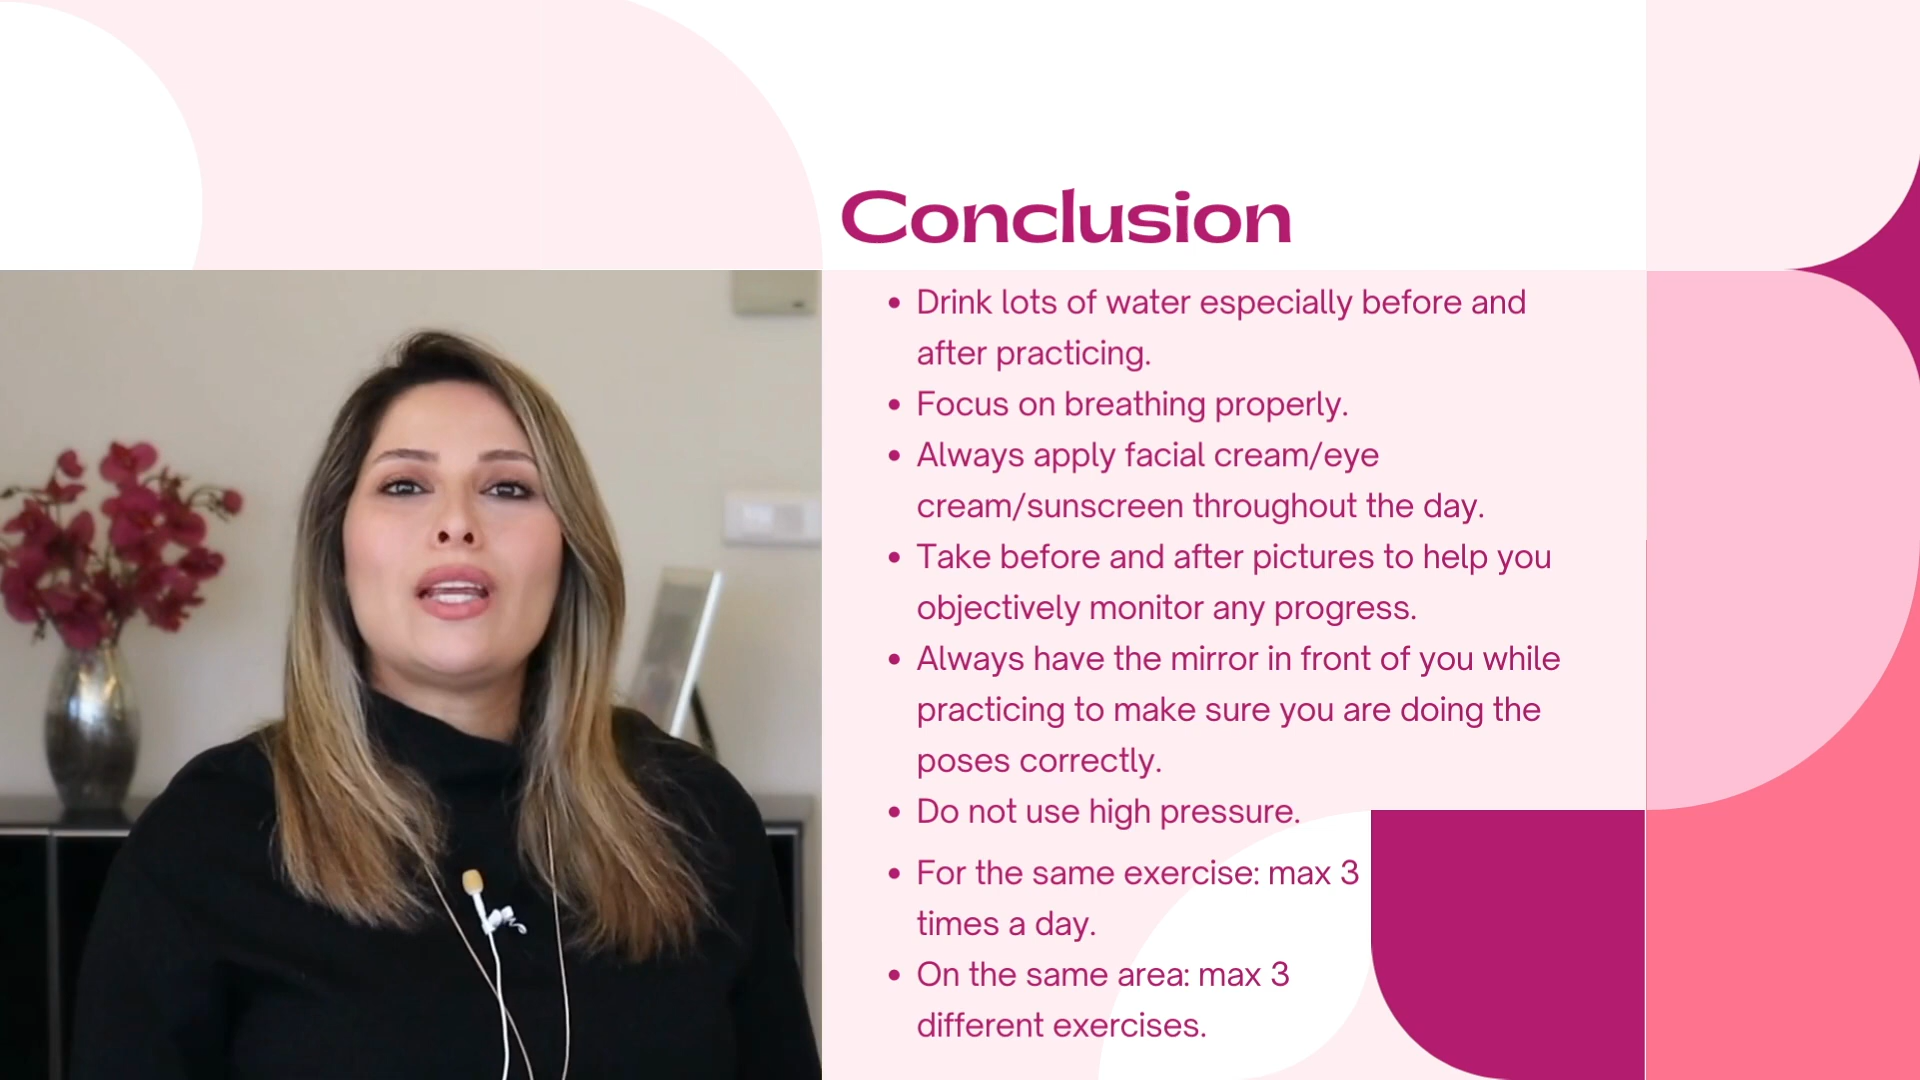 Conclusion
• Drink lots of water especially before and
after practicing.
• Focus on breathing properly.
• Always apply facial cream/eye
cream/sunscreen throughout the day.
• Take before and after pictures to help you
objectively monitor any progress.
• Always have the mirror in front of you while
practicing to make sure you are doing the
poses correctly.
• Do not use high pressure.
• For the same exercise: max 3
times a day.
• On the same area: max 3
different exercises.